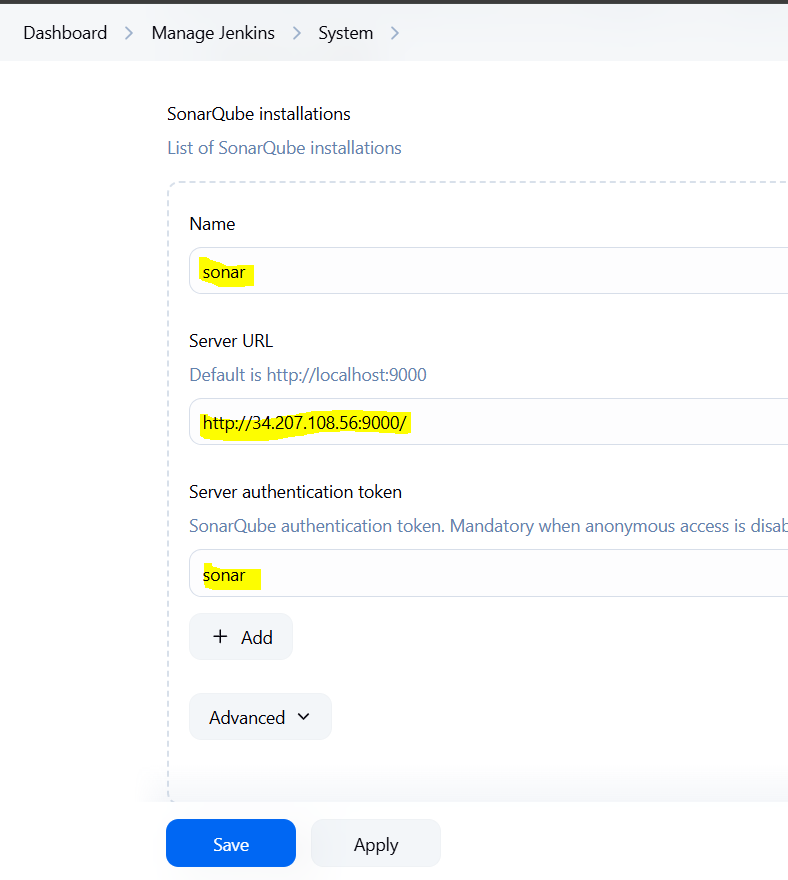 Dashboard > Manage Jenkins > System >
SonarQube installations
List of SonarQube installations
Name
sonar
Server URL
Default is http://localhost:9000
http://34.207.108.56:9000/
Server authentication token
SonarQube authentication token. Mandatory when anonymous access is disab
sonar
+ Add
Advanced
Save Apply